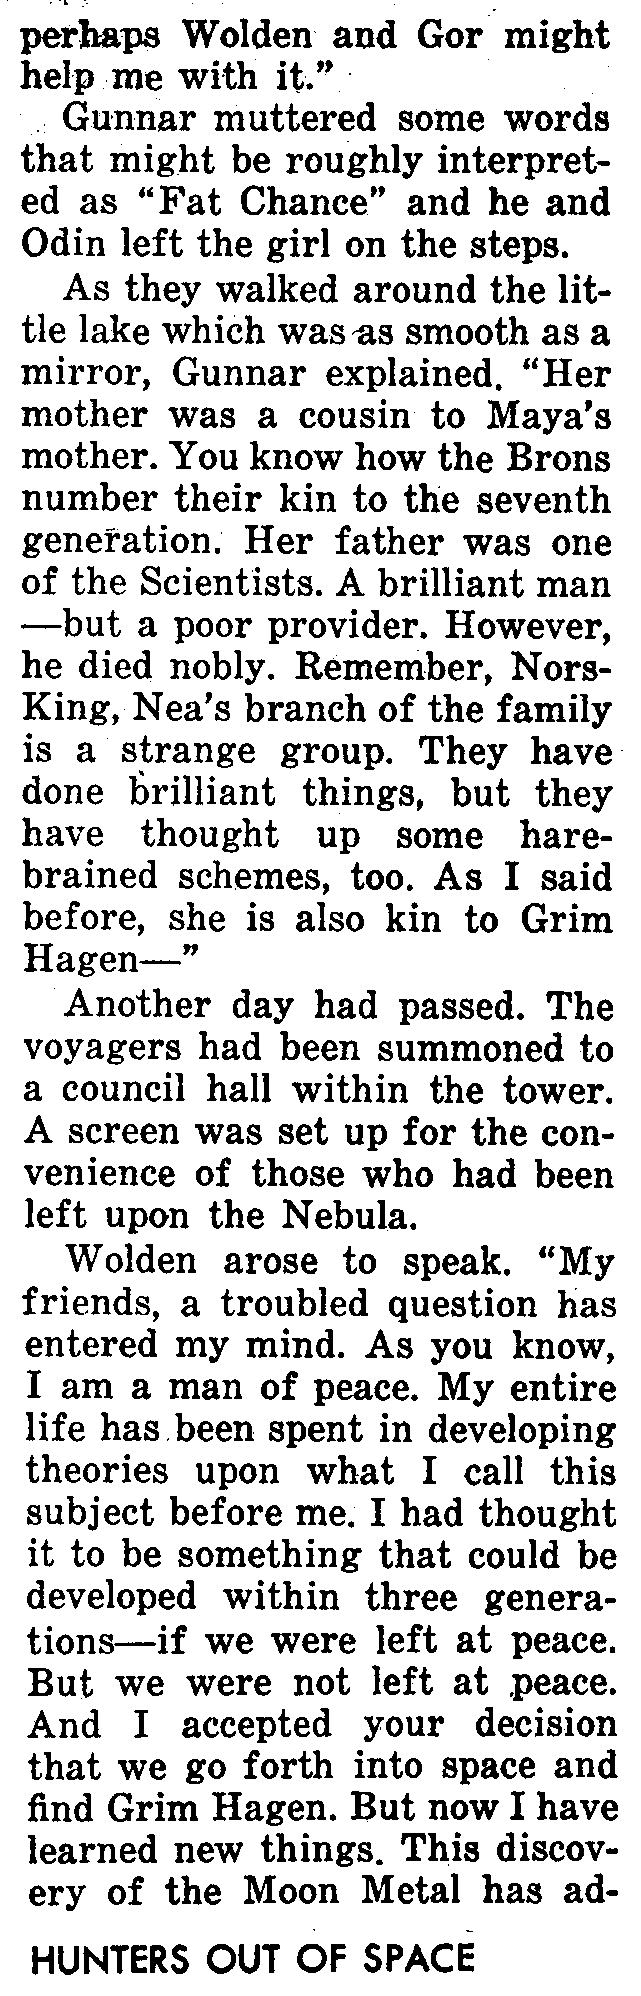 perhaps Wolden and Gor might
help me with it.”
Gunnar muttered some words
that might be roughly interpret-
ed as “Fat Chance” and he and
Odin left the girl on the steps.
As they walked around the lit-
tle lake which was as smooth as a
mirror, Gunnar explained. “Her
mother was a cousin to Maya's
mother. You know how the Brons
number their kin to the seventh
generation. Her father was one
of the Scientists. A brilliant man
—but a poor provider. However,
he died nobly. Remember, Nors-
King, Nea's branch of the family
is a strange group. They have
done brilliant things, but they
have thought up some hare-
brained schemes, too. As I said
before, she is also kin to Grim
Hagen—”
Another day had passed. The
voyagers had been summoned to
a council hall within the tower.
A screen was set up for the con-
venience of those who had been
left upon the Nebula.
Wolden arose to speak. “My
friends, a troubled question has
entered my mind. As you know,
I am a man of peace. My entire
life has been spent in developing
theories upon what I call this
subject before me. I had thought
it to be something that could be
developed within three genera-
tions—if we were left at peace.
But we were not left at peace.
And I accepted your decision
that we go forth into space and
find Grim Hagen. But now I have
learned new things. This discov-
ery of the Moon Metal has ad-
HUNTERS OUT OF SPACE